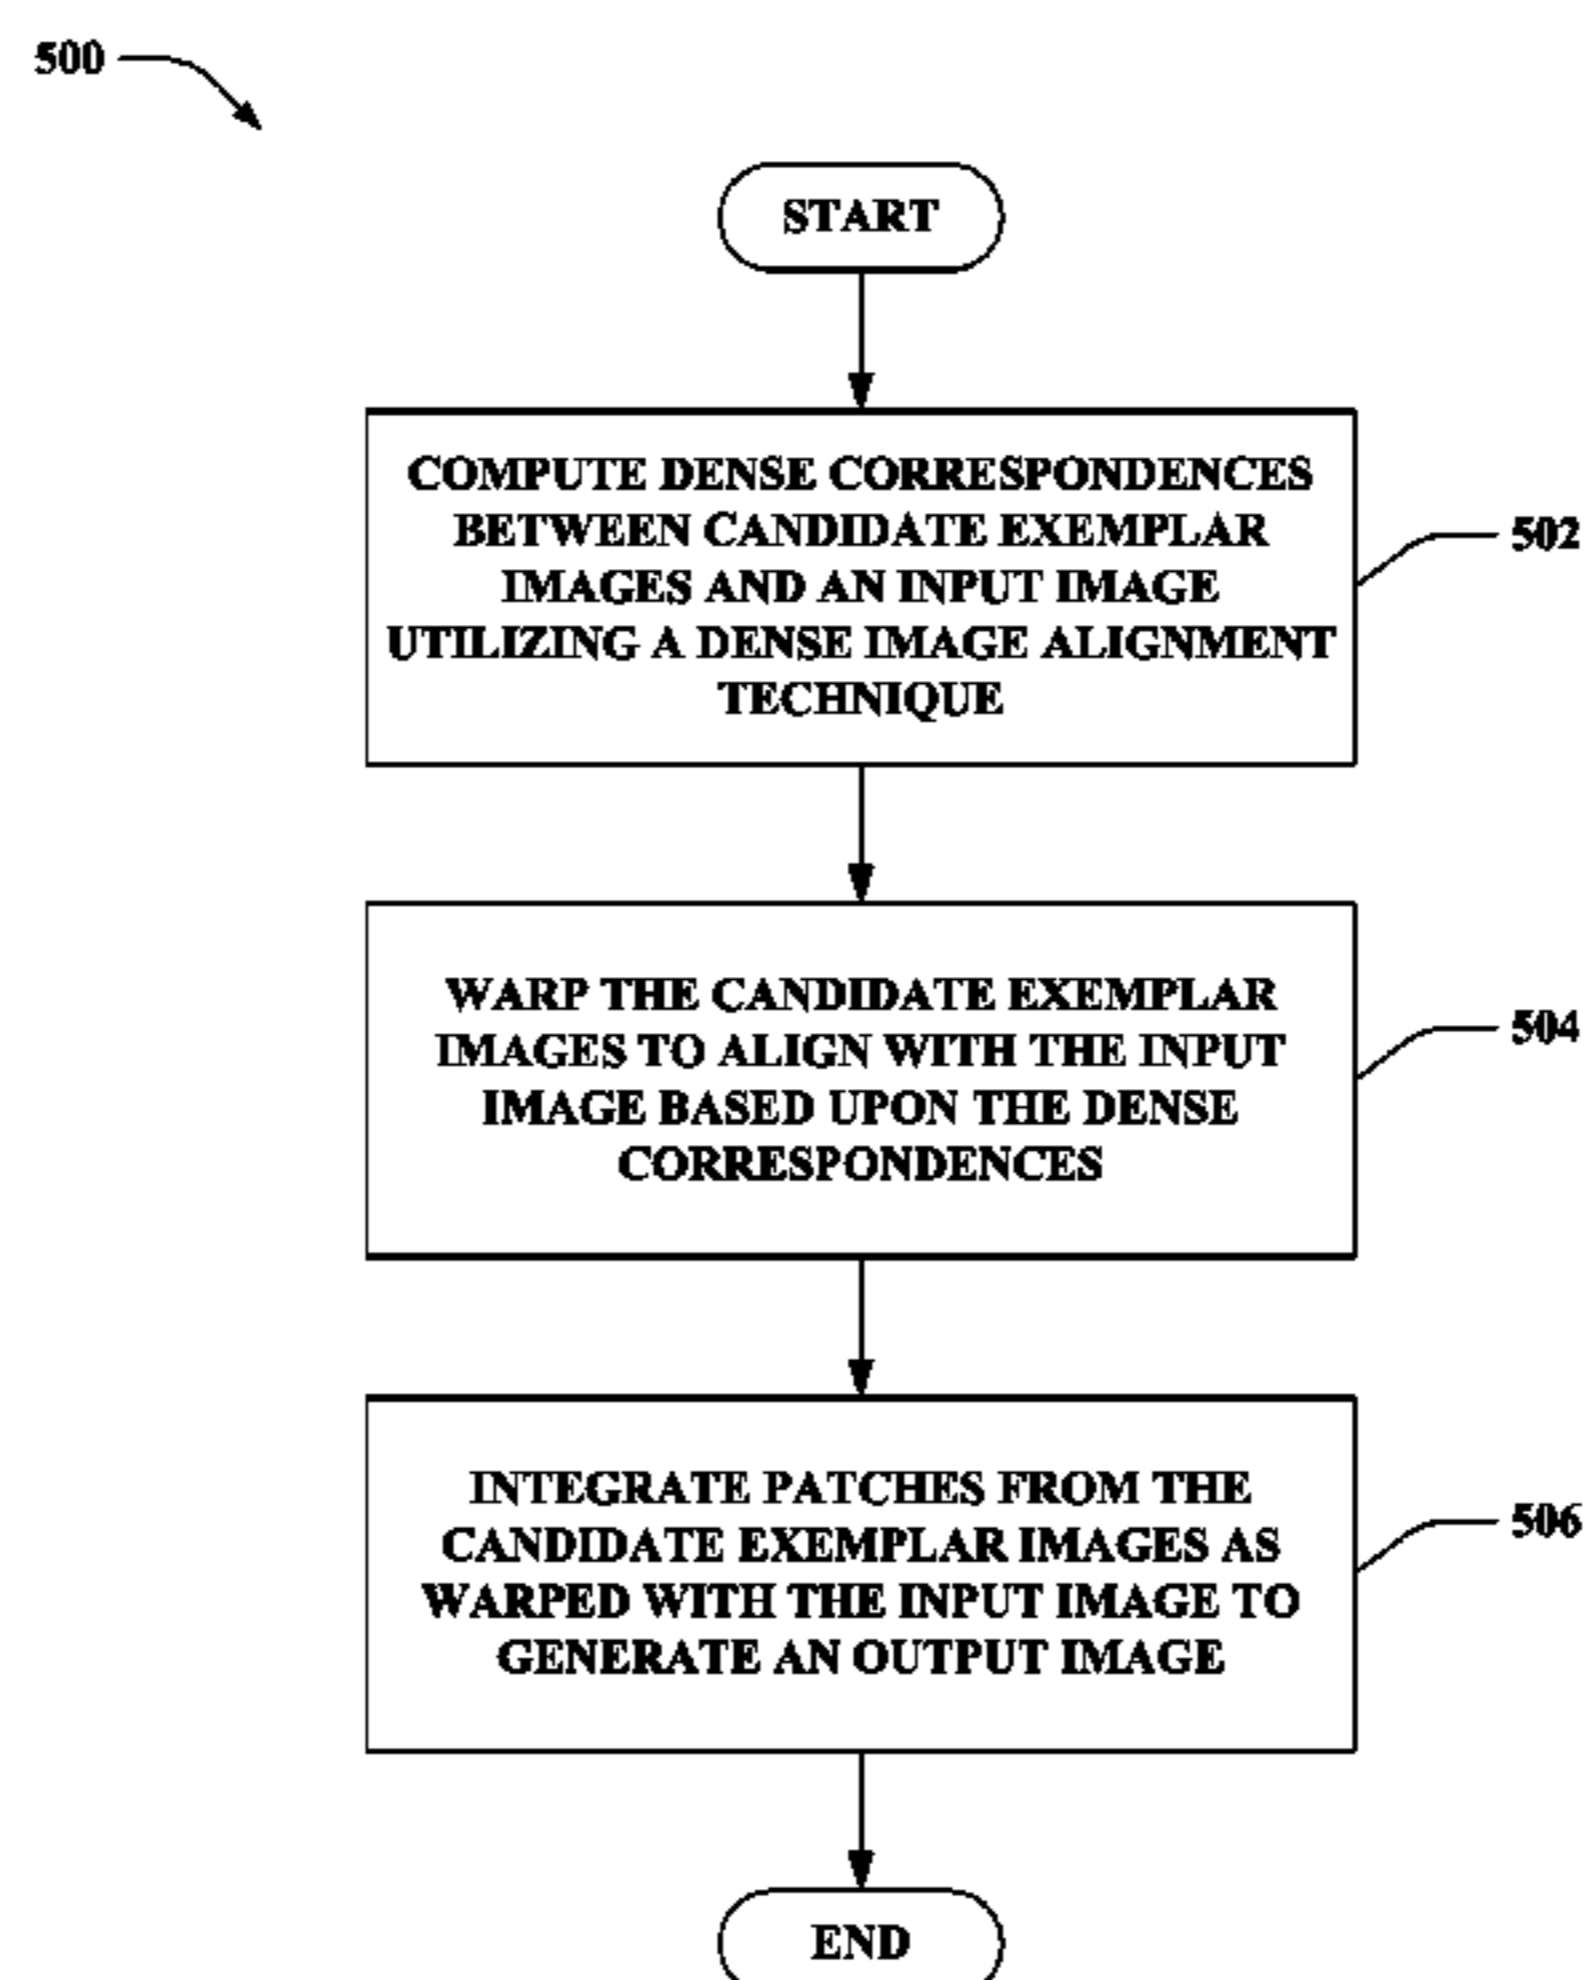 500
START
COMPUTE DENSE CORRESPONDENCES
BETWEEN CANDIDATE EXEMPLAR
IMAGES AND AN INPUT IMAGE
UTILIZING A DENSE IMAGE ALIGNMENT
TECHNIQUE
502
WARP THE CANDIDATE EXEMPLAR
IMAGES TO ALIGN WITH THE INPUT
IMAGE BASED UPON THE DENSE
CORRESPONDENCES
504
INTEGRATE PATCHES FROM THE
CANDIDATE EXEMPLAR IMAGES AS
WARPED WITH THE INPUT IMAGE TO
GENERATE AN OUTPUT IMAGE
506
END